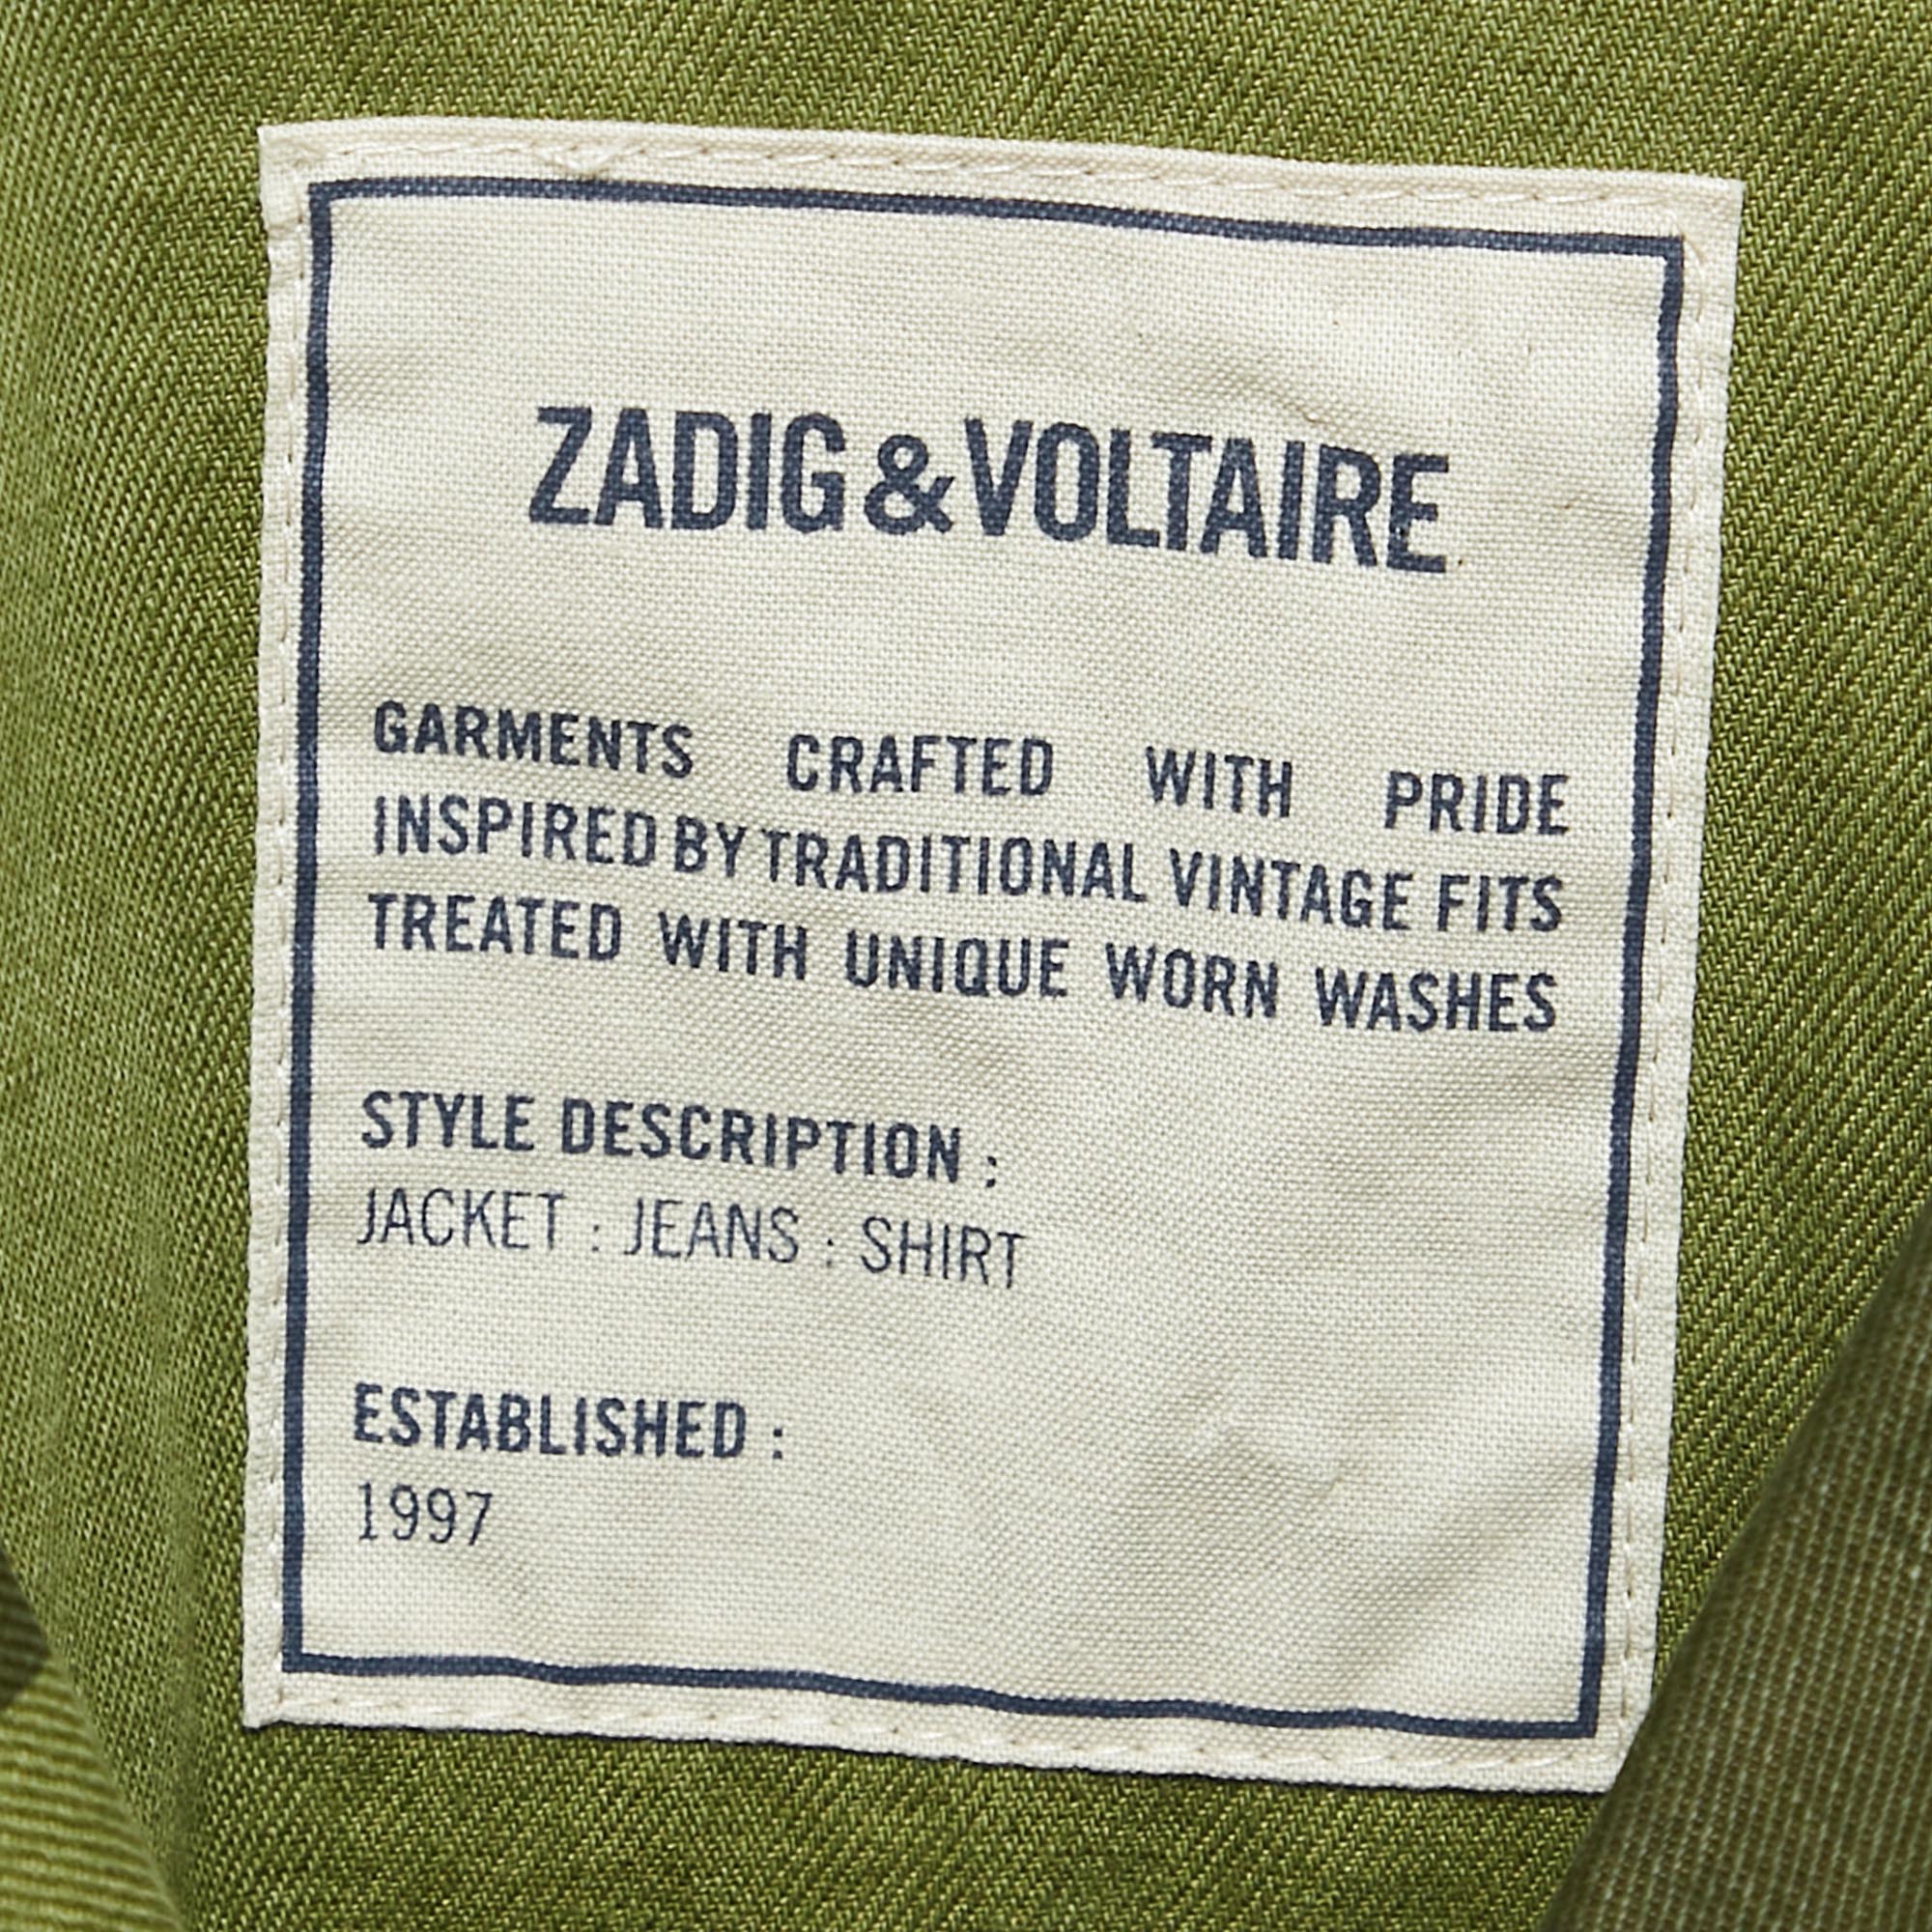 ZADIG & VOLTAIRE
GARMENTS CRAFTED WITH PRIDE
INSPIRED BY TRADITIONAL VINTAGE FITS
TREATED WITH UNIQUE WORN WASHES
STYLE DESCRIPTION :
JACKET : JEANS : SHIRT
ESTABLISHED :
1997